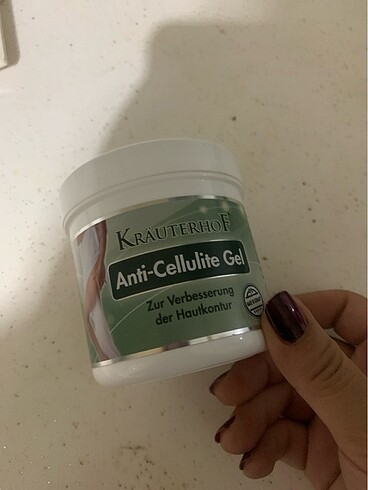 KRÄUTERHOF
Anti-Cellulite Gel
Zur Verbesserung
der Hautkontur